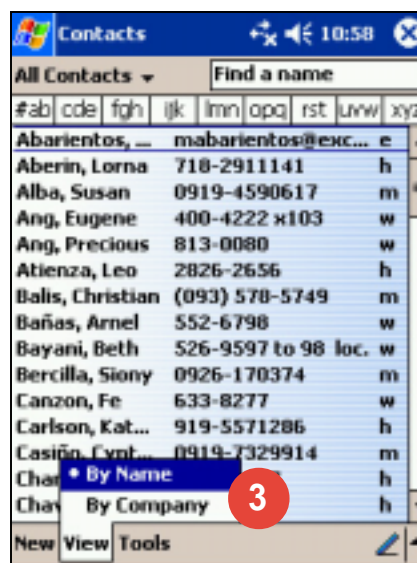 Contacts 10:58
All Contacts Find a name
#ab cde fgh ijk lmn opq rst uvw xyz
Abarientos, ... mabarientos@exc... e
Aberin, Lorna 718-2911141 h
Alba, Susan 0919-4590617 m
Ang, Eugene 400-4222 x103 w
Ang, Precious 813-0080 w
Atienza, Leo 2826-2656 h
Balis, Christian (093) 578-5749 m
Bañas, Arnel 552-6798 w
Bayani, Beth 526-9597 to 98 loc. w
Bercilla, Siony 0926-170374 m
Canzon, Fe 633-8277 w
Carlson, Kat... 919-5571286 h
Casiño, Cynt... 0919-7329914 m
h
h
By Name
By Company
3
New View Tools